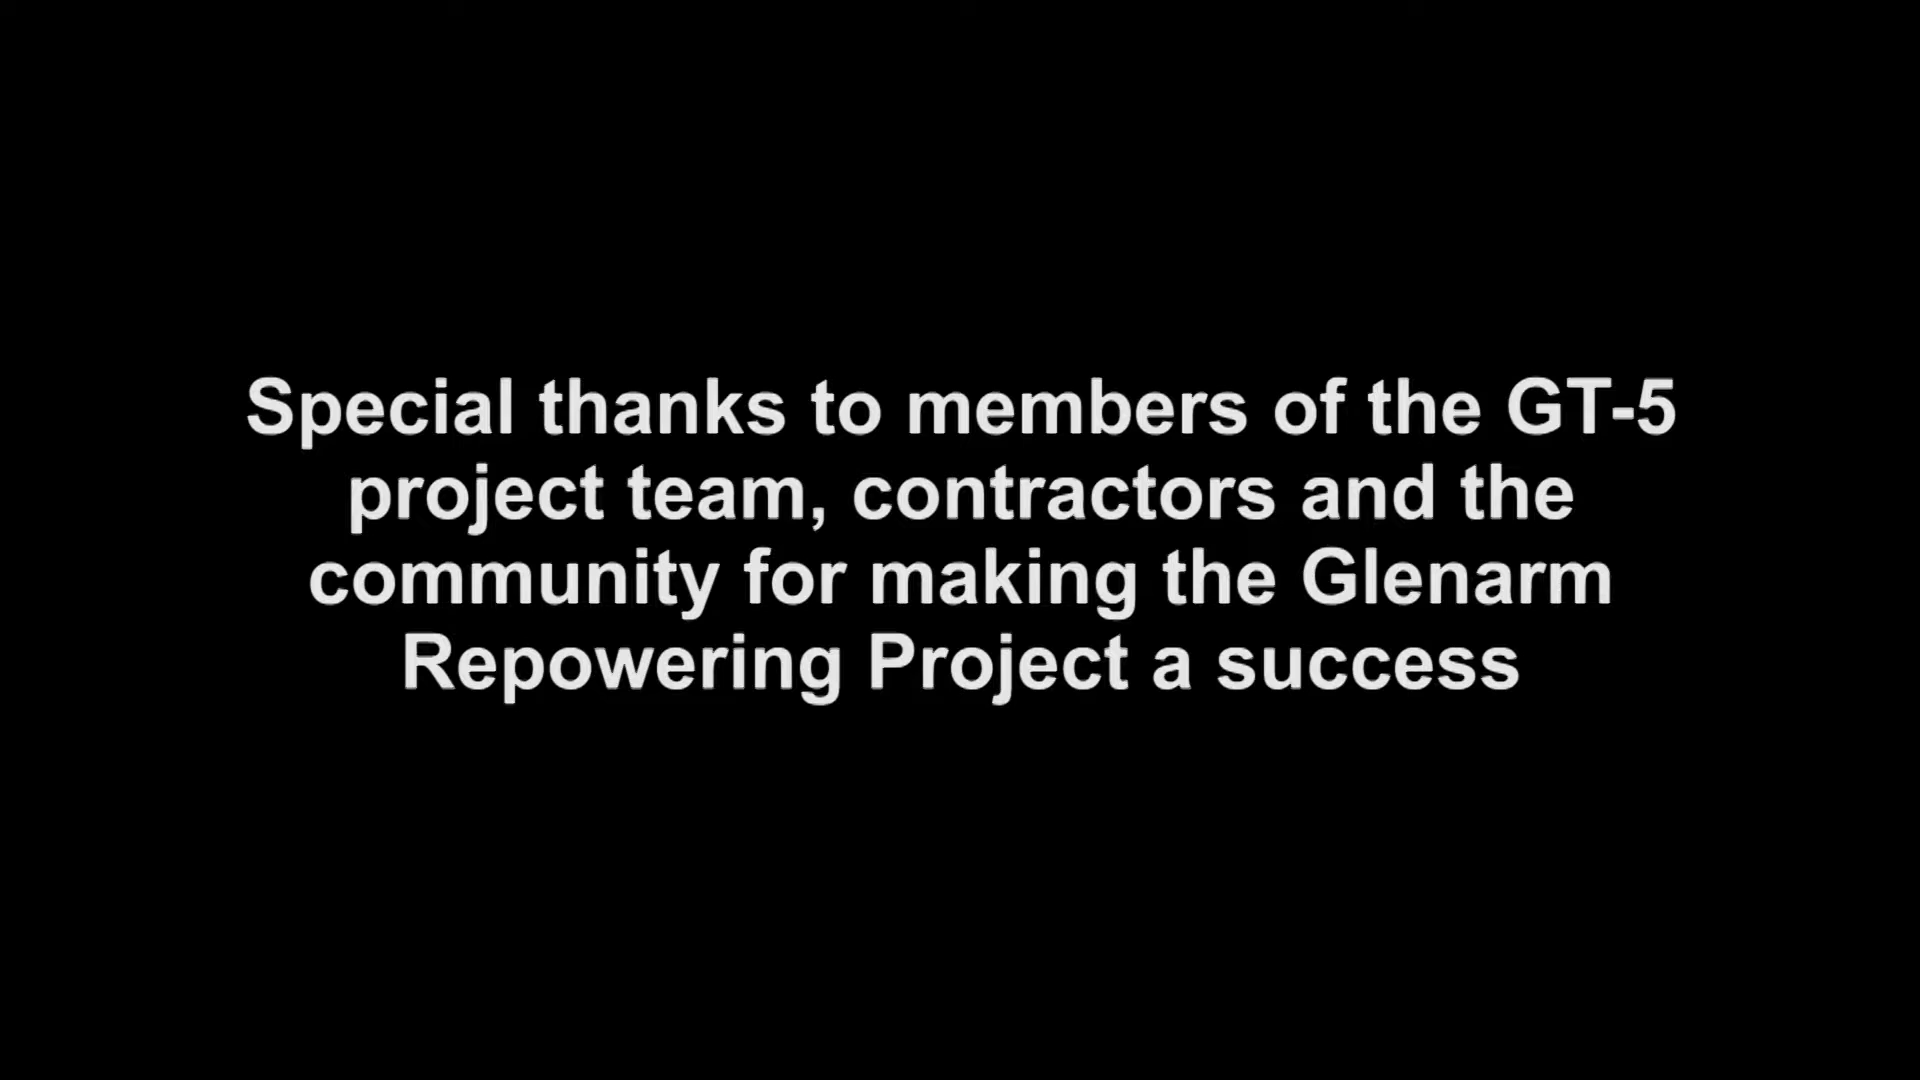 Special thanks to members of the GT-5
project team, contractors and the
community for making the Glenarm
Repowering Project a success